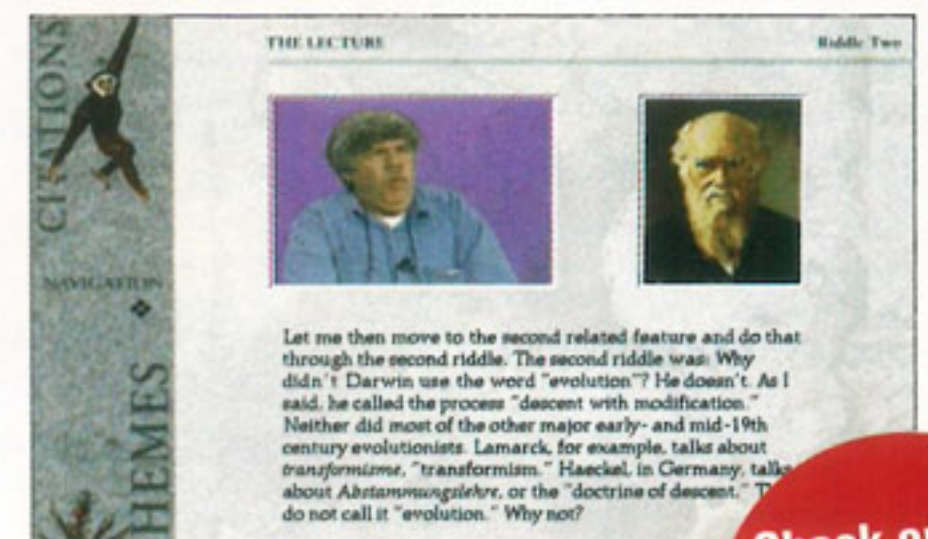 CITATIONS
NAVIGATION
THEMES
THE LECTURE
Riddle Two
Let me then move to the second related feature and do that
through the second riddle. The second riddle was: Why
didn't Darwin use the word "evolution"? He doesn't. As I
said, he called the process "descent with modification."
Neither did most of the other major early- and mid-19th
century evolutionists. Lamarck, for example, talks about
transformisme, "transformism." Haeckel, in Germany, talks
about Abstammungslehre, or the "doctrine of descent."
do not call it "evolution." Why not?
Check